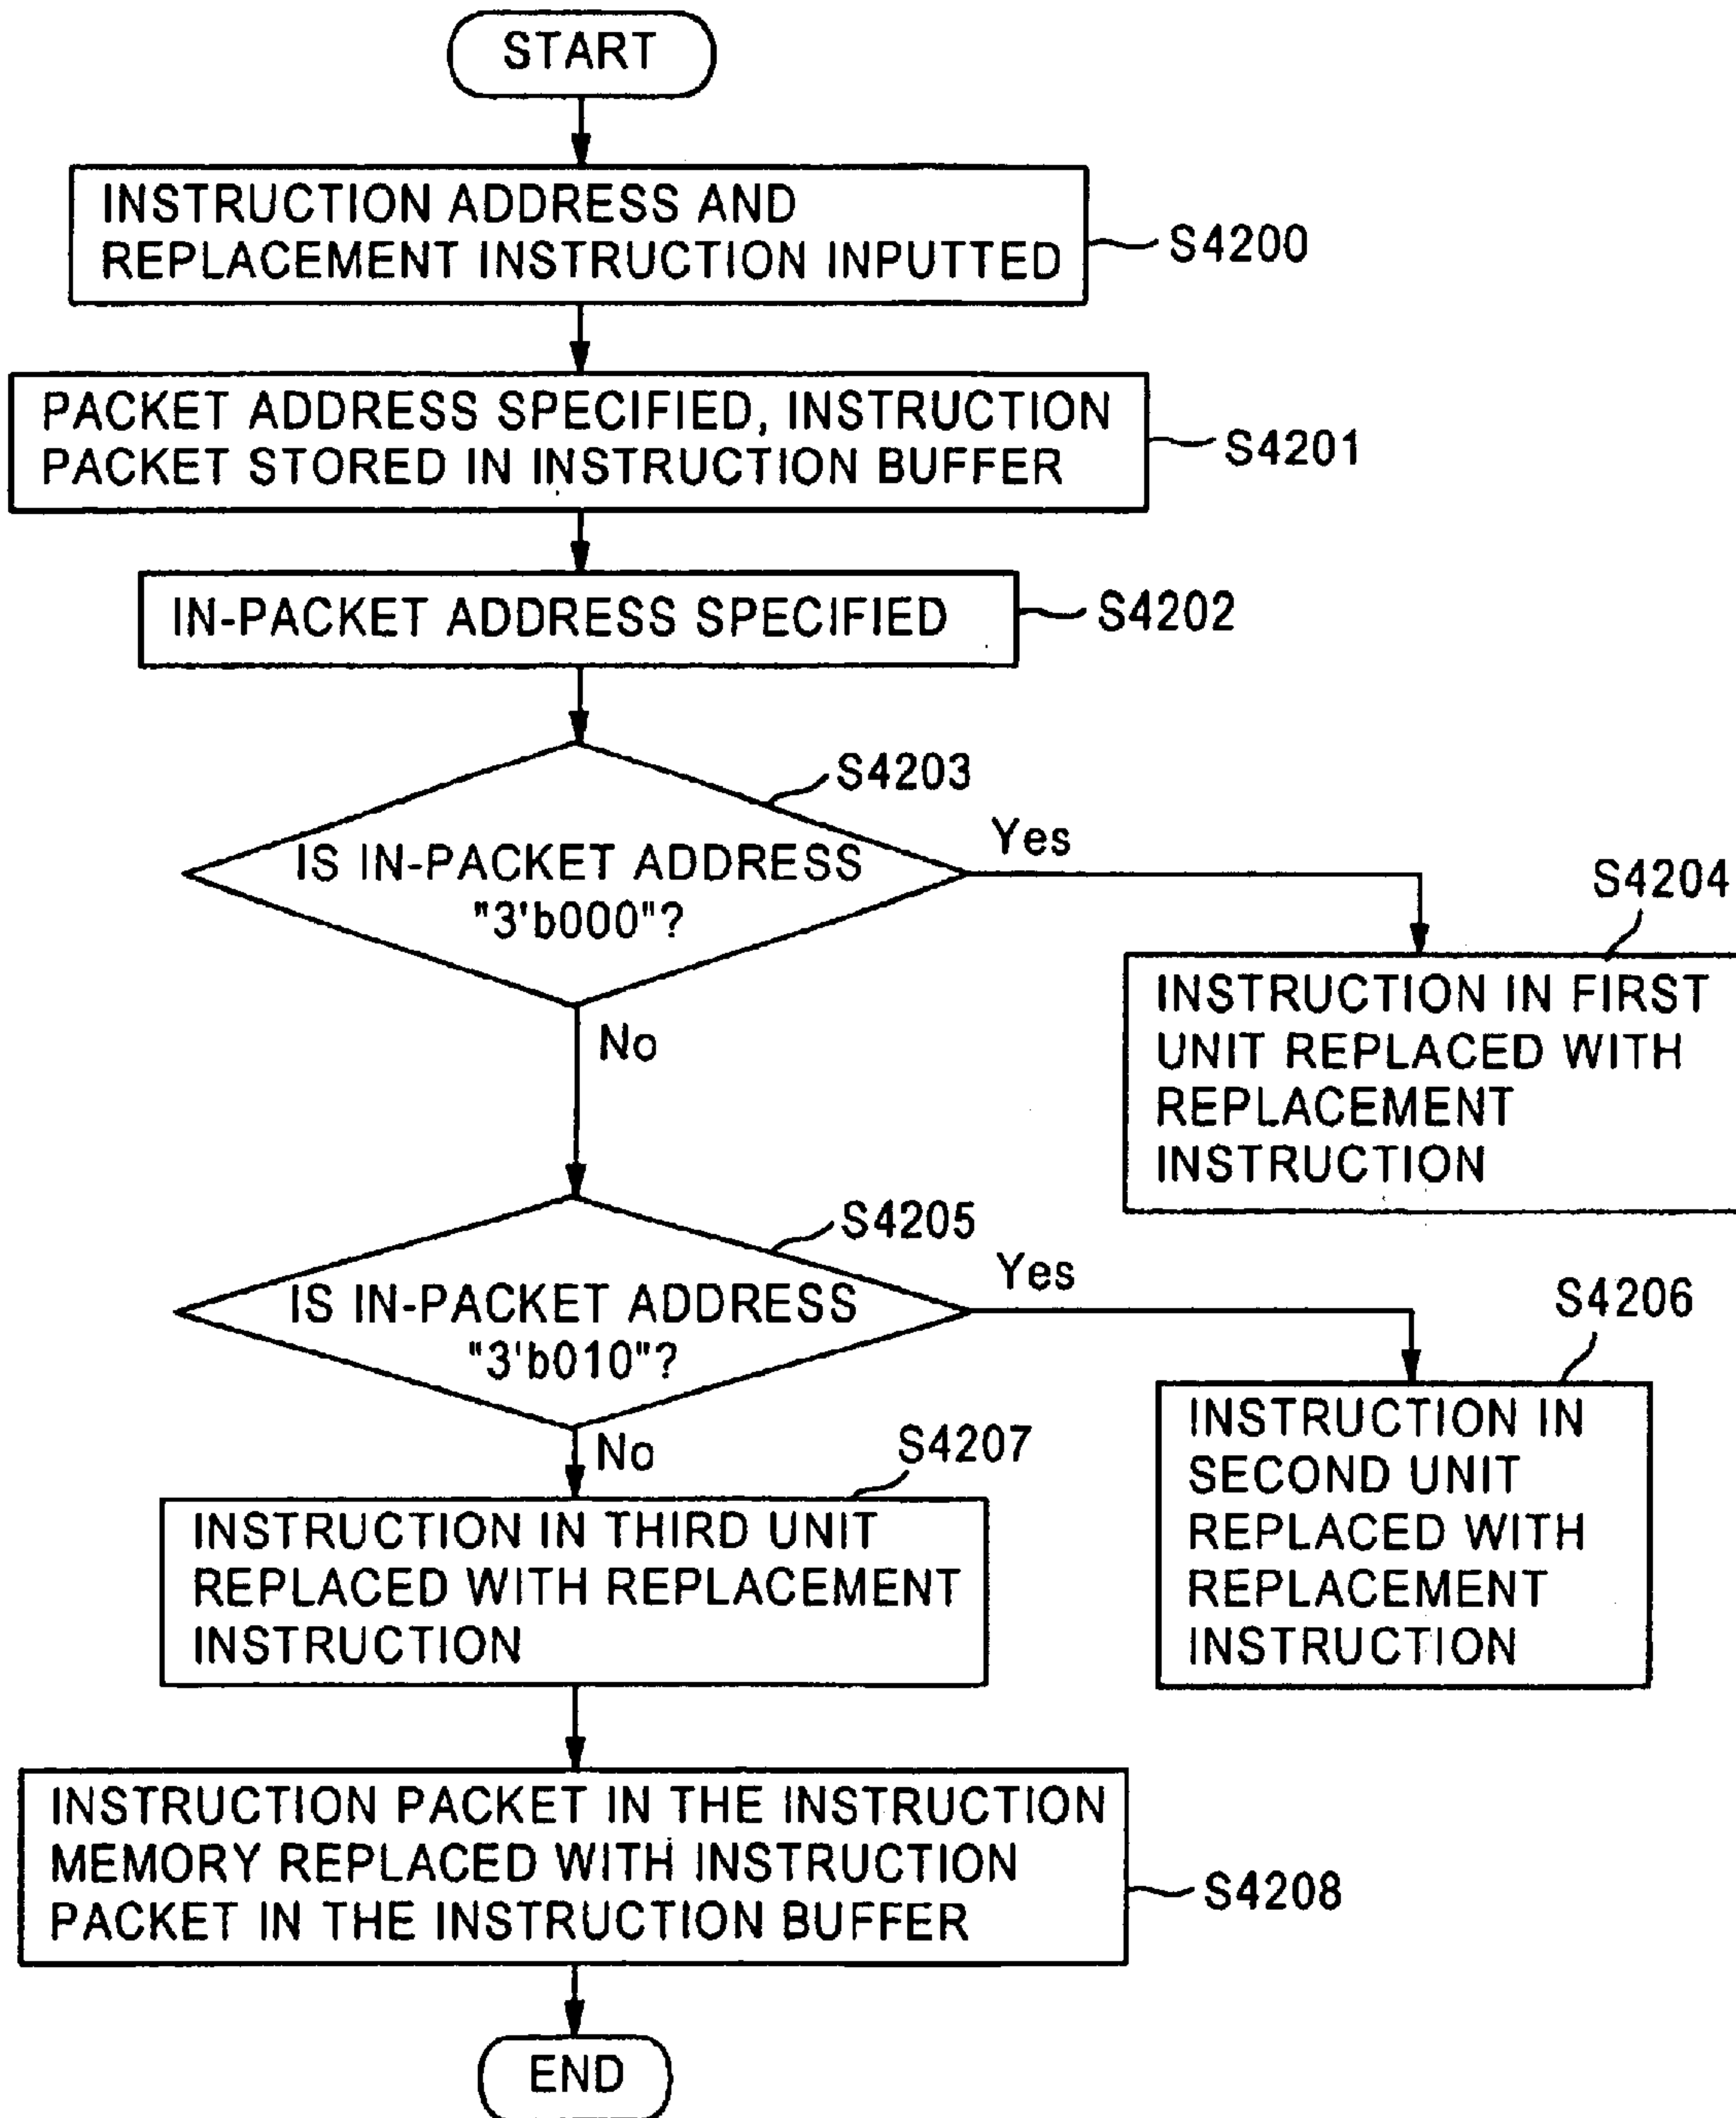 START
INSTRUCTION ADDRESS AND
REPLACEMENT INSTRUCTION INPUTTED
S4200
PACKET ADDRESS SPECIFIED, INSTRUCTION
PACKET STORED IN INSTRUCTION BUFFER
S4201
IN-PACKET ADDRESS SPECIFIED
S4202
S4203
IS IN-PACKET ADDRESS
"3'b000"?
Yes
No
S4204
INSTRUCTION IN FIRST
UNIT REPLACED WITH
REPLACEMENT
INSTRUCTION
S4205
IS IN-PACKET ADDRESS
"3'b010"?
Yes
No
S4206
INSTRUCTION IN
SECOND UNIT
REPLACED WITH
REPLACEMENT
INSTRUCTION
S4207
INSTRUCTION IN THIRD UNIT
REPLACED WITH REPLACEMENT
INSTRUCTION
INSTRUCTION PACKET IN THE INSTRUCTION
MEMORY REPLACED WITH INSTRUCTION
PACKET IN THE INSTRUCTION BUFFER
S4208
END